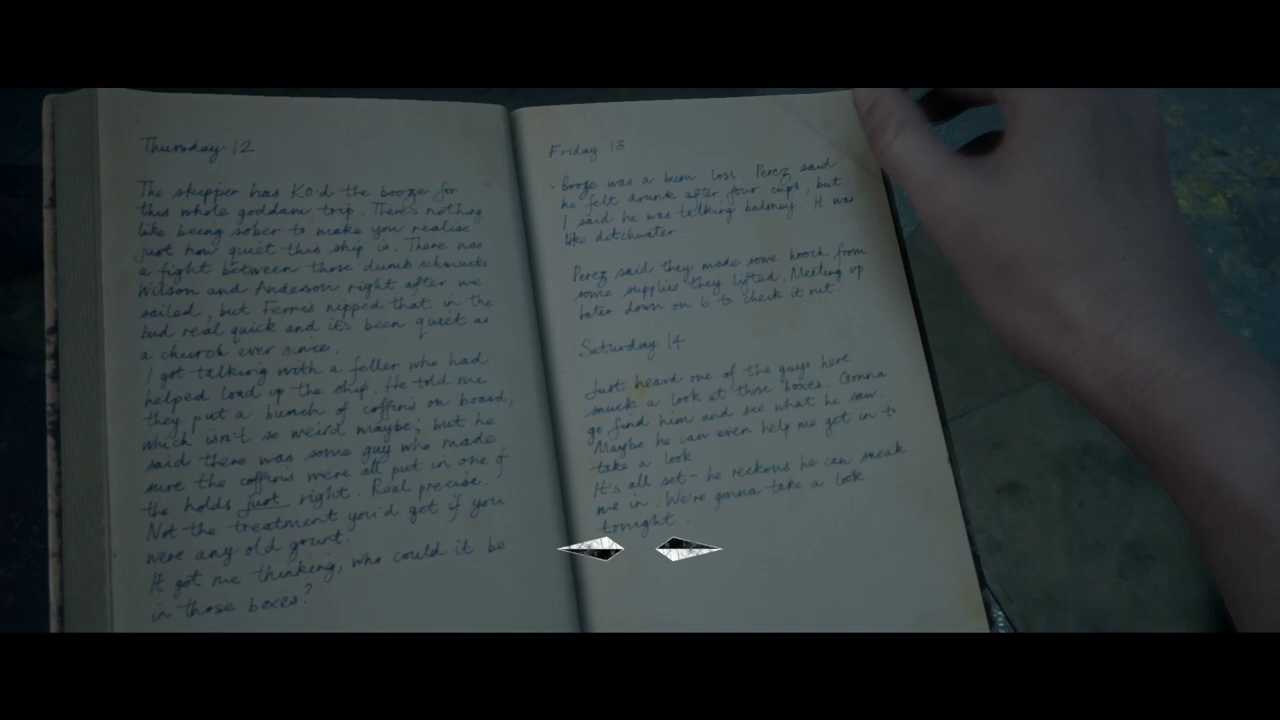 Thursday 12
The skipper has KO'd the booze for
this whole goddam trip. There's nothing
like being sober to make you realise
just how quiet this ship is. There was
a fight between those dumb schmucks
Wilson and Anderson right after we
sailed, but Ferris nipped that in the
bud real quick and it's been quiet as
a church ever since.
I got talking with a feller who had
helped load up the ship. He told me
they put a bunch of coffins on board,
which isn't so weird maybe, but he
said there was some guy who made
sure the coffins were all put in one of
the holds just right. Real precise.
Not the treatment you'd get if you
were any old grunt.
It got me thinking, who could it be
in those boxes?
Friday 13
Booze was a bum loss. Perez said
he felt drunk after four cups, but
I said he was talking baloney. It was
like ditchwater.
Perez said they made some hooch from
some supplies they lifted. Meeting up
later down on 6 to check it out.
Saturday 14
Just heard one of the guys here
snuck a look at those boxes. Gonna
go find him and see what he saw.
Maybe he can even help me get in to
take a look.
It's all set - he reckons he can sneak
me in. We're gonna take a look
tonight.